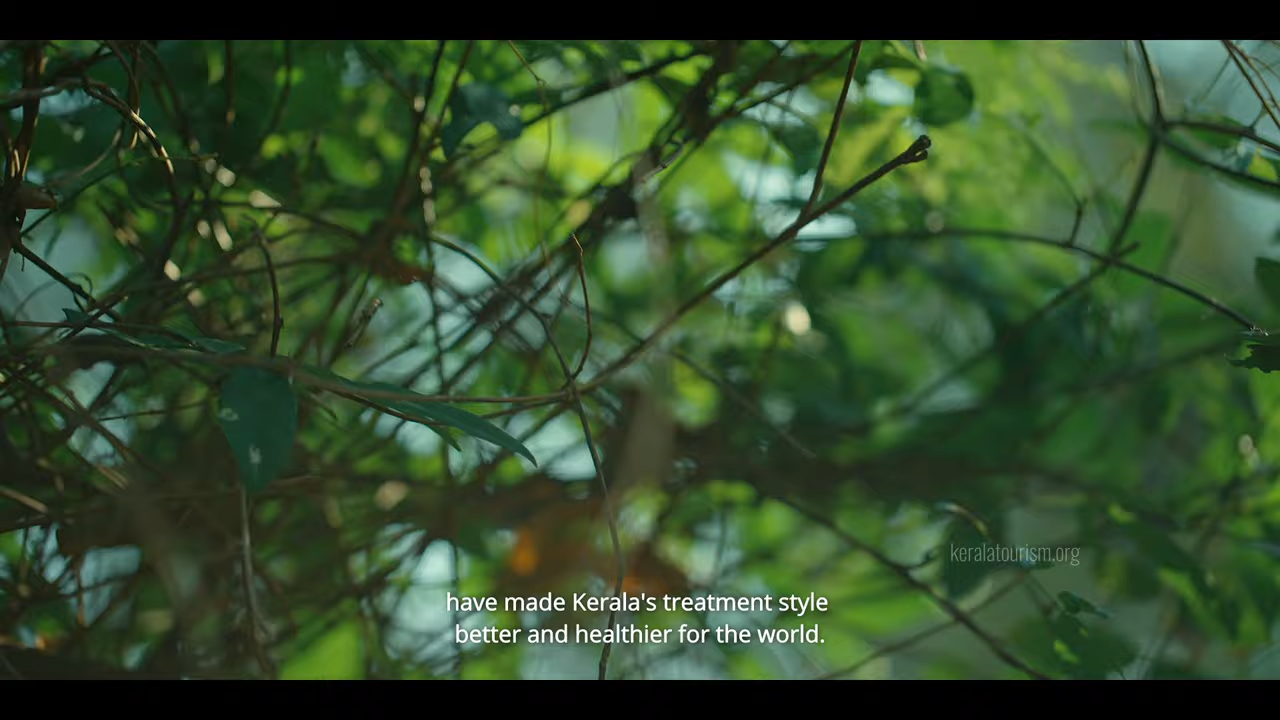 keralatourism.org
have made Kerala's treatment style
better and healthier for the world.